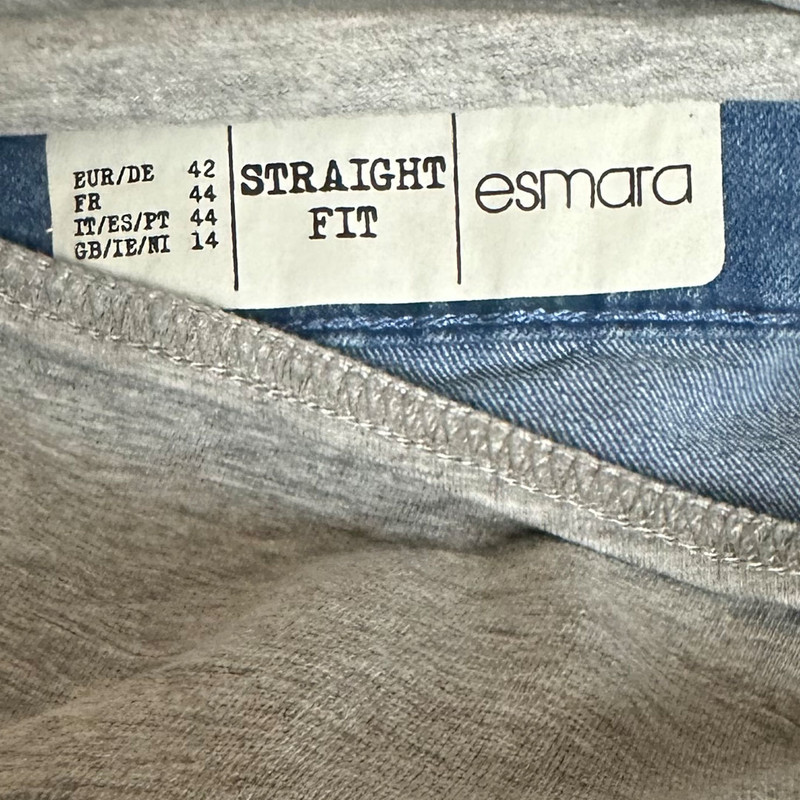 EUR/DE 42
FR 44
IT/ES/PT 44
GB/IE/NI 14
STRAIGHT
FIT
esmara